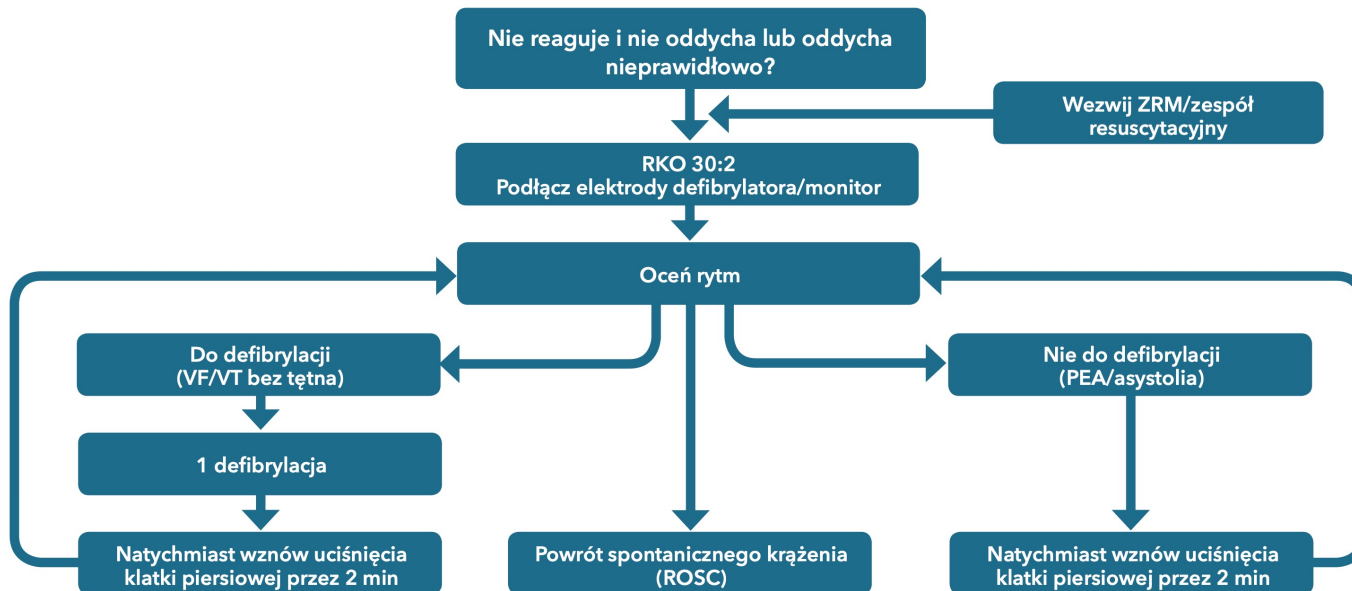 Nie reaguje i nie oddycha lub oddycha
nieprawidłowo?
Wezwij ZRM/zespół
resuscytacyjny
RKO 30:2
Podłącz elektrody defibrylatora/monitor
Oceń rytm
Do defibrylacji
(VF/VT bez tętna)
Nie do defibrylacji
(PEA/asystolia)
1 defibrylacja
Natychmiast wznów uciśnięcia
klatki piersiowej przez 2 min
Powrót spontanicznego krążenia
(ROSC)
Natychmiast wznów uciśnięcia
klatki piersiowej przez 2 min